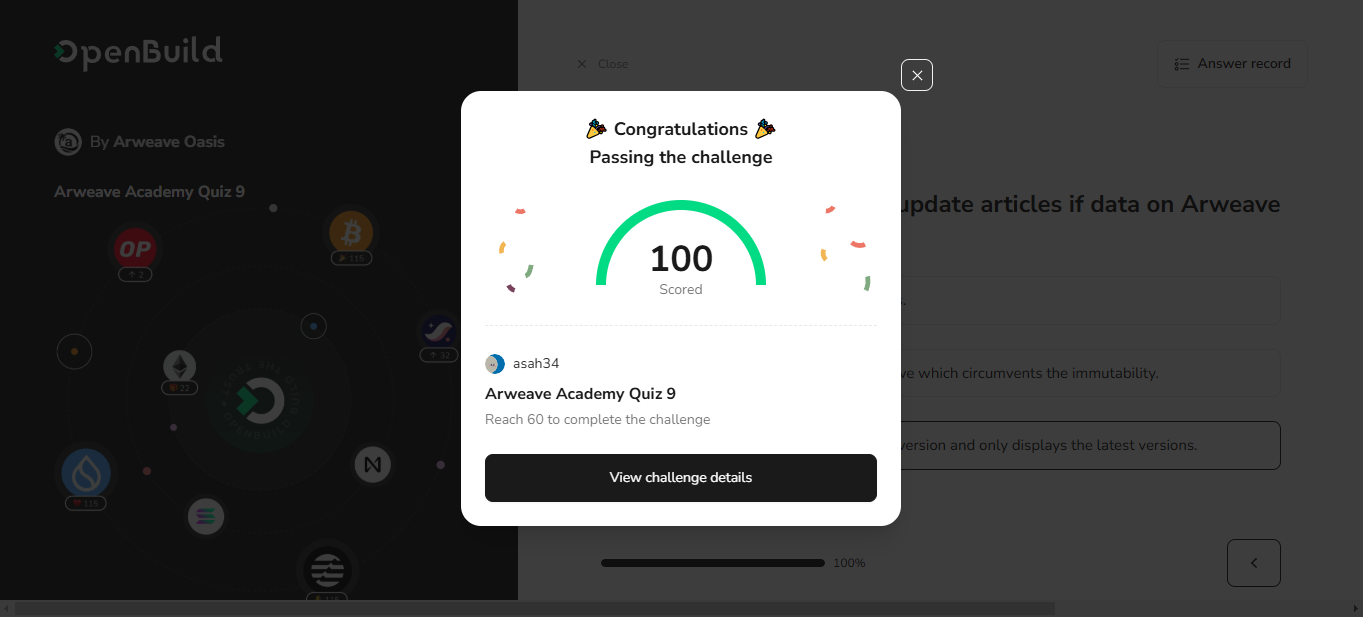 OpenBuild
By Arweave Oasis
Arweave Academy Quiz 9
OP
2
115
32
22
115
Close
Answer record
update articles if data on Arweave
ve which circumvents the immutability.
version and only displays the latest versions.
100%
Congratulations
Passing the challenge
100
Scored
asah34
Arweave Academy Quiz 9
Reach 60 to complete the challenge
View challenge details